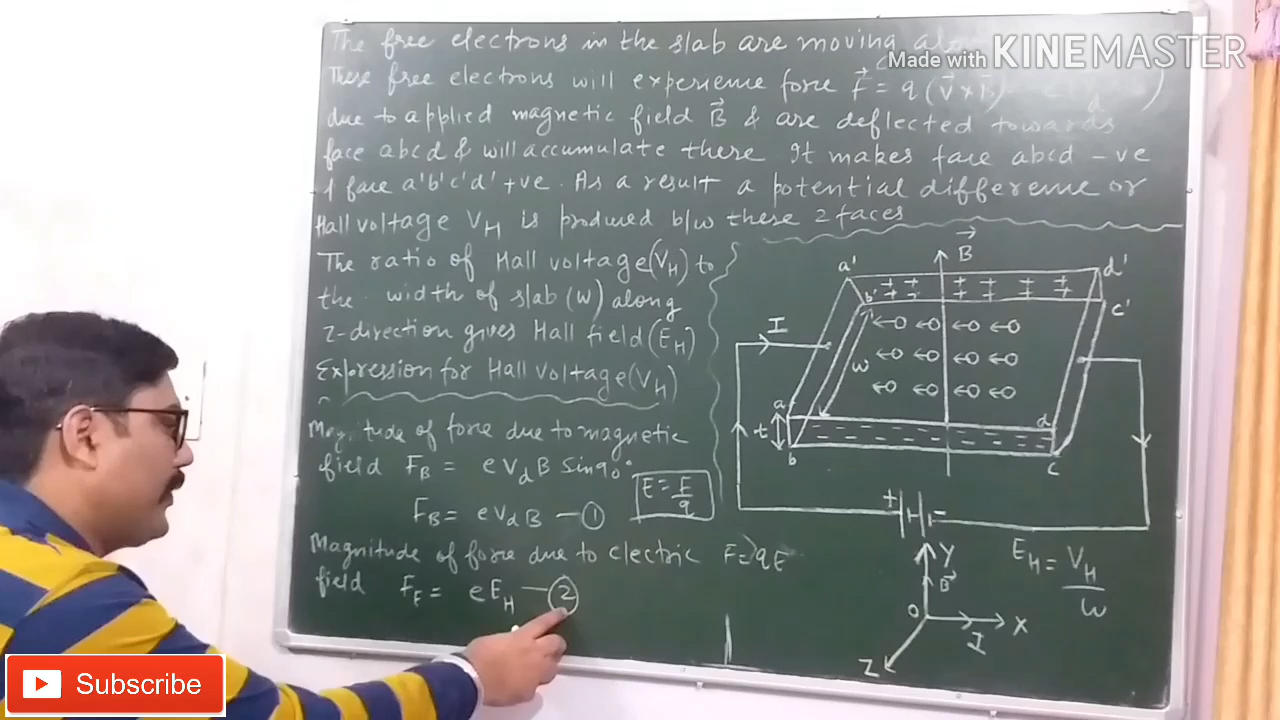 The free electrons in the slab are moving
Made with KINEMASTER
These free electrons will experience force F⃗ = q (V⃗ x B⃗)
due to applied magnetic field B⃗ & are deflected towards
face abcd & will accumulate there It makes face abcd -ve
& face a'b'c'd' +ve. As a result a potential difference or
Hall voltage V_H is produced b/w these 2 faces
The ratio of Hall voltage (V_H) to
the width of slab (W) along
Z-direction gives Hall field (E_H)
Expression for Hall voltage (V_H)
Magnitude of force due to magnetic
field F_B = e V_d B Sin90°
E = F/q
F_B = e V_d B — ①
Magnitude of force due to electric F = qE
field F_E = e E_H — ②
B⃗
a' d'
b' c'
I
w
a d
t
b c
+ -
E_H = V_H / w
Y
B⃗
O X
I
Z
Subscribe